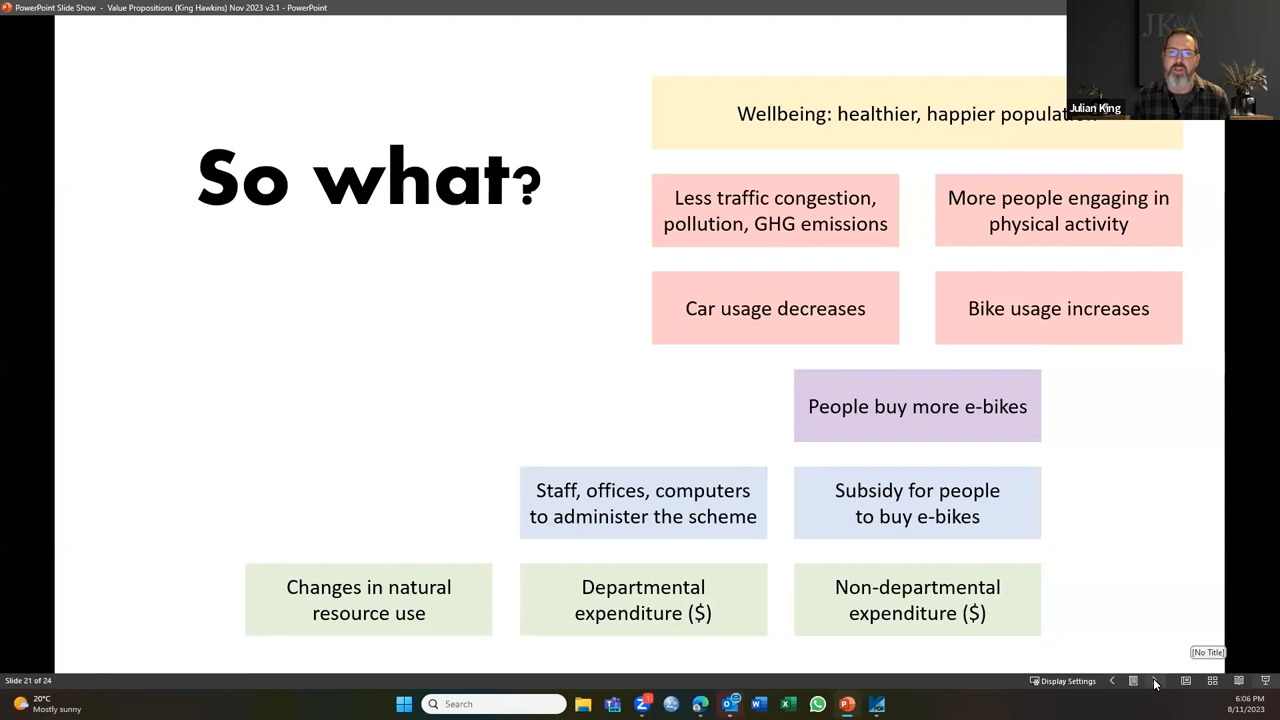 PowerPoint Slide Show - Value Propositions (King Hawkins) Nov 2023 v3.1 - PowerPoint
JK&A
Julian King
Wellbeing: healthier, happier population
So what?
Less traffic congestion,
pollution, GHG emissions
More people engaging in
physical activity
Car usage decreases
Bike usage increases
People buy more e-bikes
Staff, offices, computers
to administer the scheme
Subsidy for people
to buy e-bikes
Changes in natural
resource use
Departmental
expenditure ($)
Non-departmental
expenditure ($)
[No Title]
Slide 21 of 24
Display Settings
20°C
Mostly sunny
Search
1
6:06 PM
8/11/2023